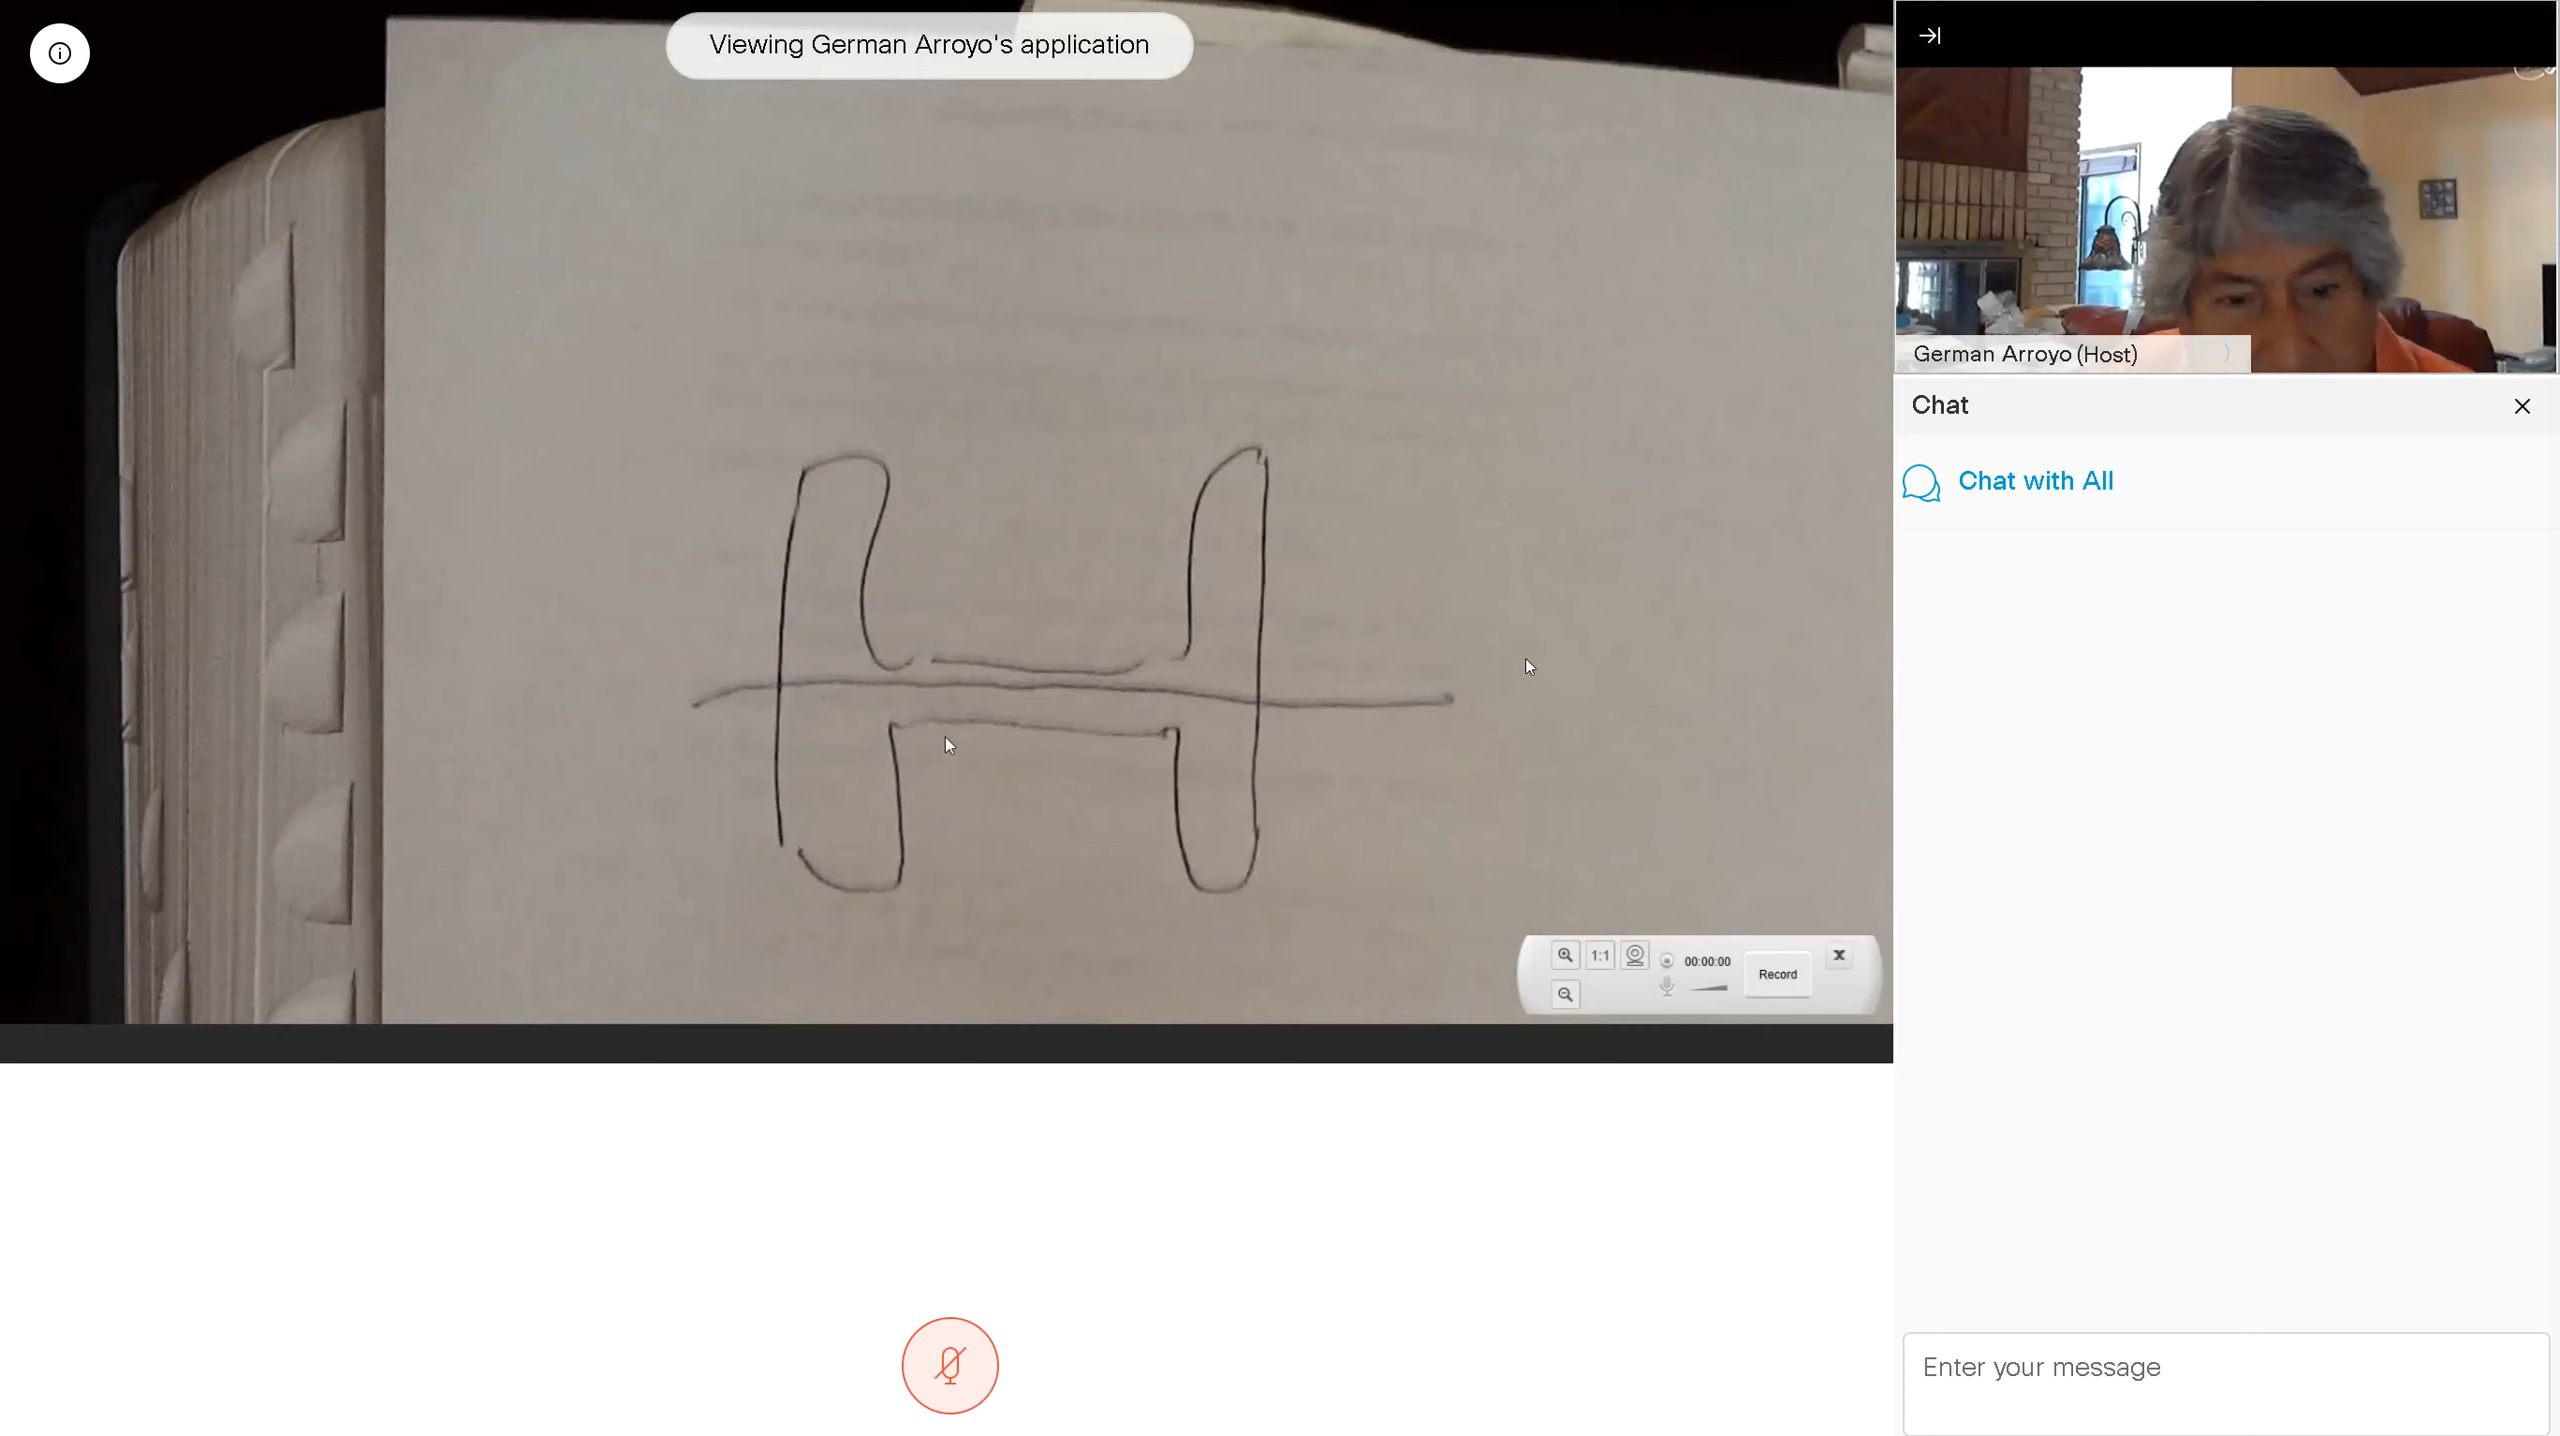 Viewing German Arroyo's application
German Arroyo (Host)
Chat
Chat with All
1:1
00:00:00
Record
Enter your message